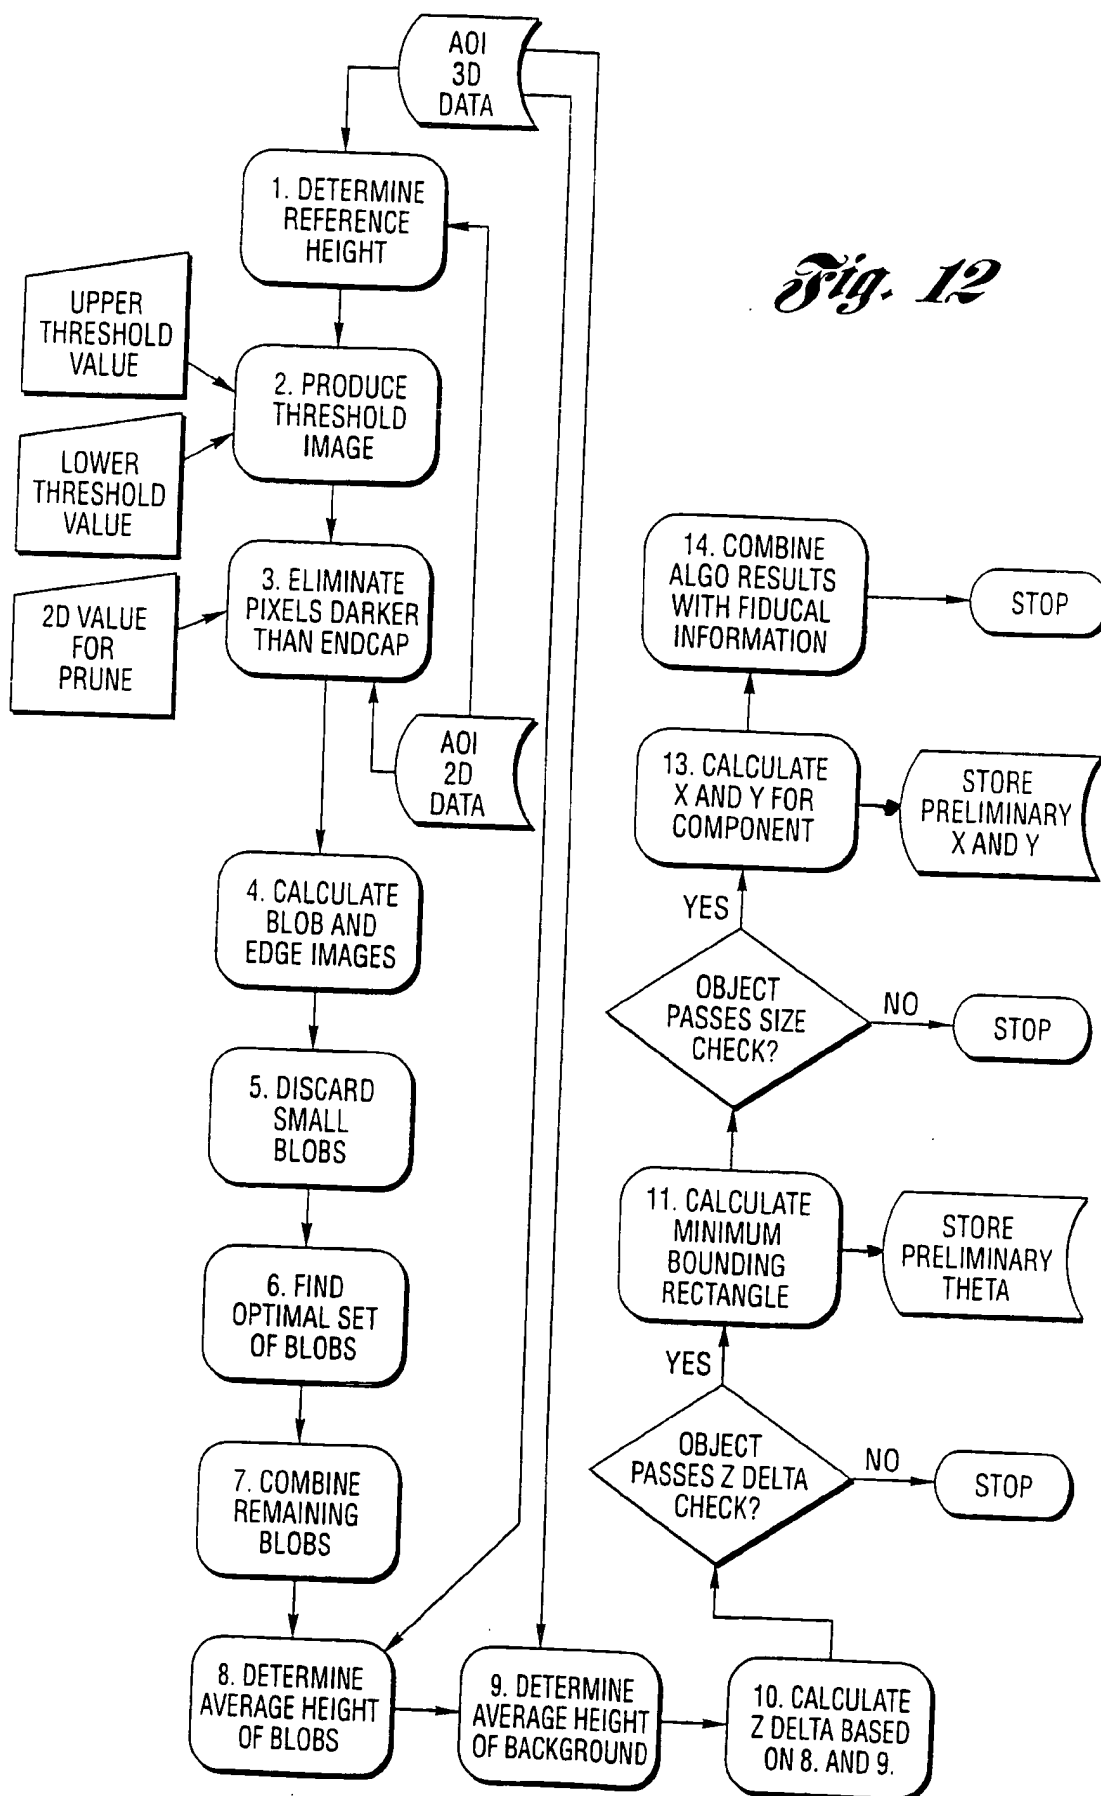 AOI
3D
DATA
1. DETERMINE
REFERENCE
HEIGHT
Fig. 12
UPPER
THRESHOLD
VALUE
2. PRODUCE
THRESHOLD
IMAGE
LOWER
THRESHOLD
VALUE
3. ELIMINATE
PIXELS DARKER
THAN ENDCAP
2D VALUE
FOR
PRUNE
AOI
2D
DATA
4. CALCULATE
BLOB AND
EDGE IMAGES
5. DISCARD
SMALL
BLOBS
6. FIND
OPTIMAL SET
OF BLOBS
7. COMBINE
REMAINING
BLOBS
8. DETERMINE
AVERAGE HEIGHT
OF BLOBS
9. DETERMINE
AVERAGE HEIGHT
OF BACKGROUND
10. CALCULATE
Z DELTA BASED
ON 8. AND 9.
OBJECT
PASSES Z DELTA
CHECK?
NO
STOP
YES
11. CALCULATE
MINIMUM
BOUNDING
RECTANGLE
STORE
PRELIMINARY
THETA
OBJECT
PASSES SIZE
CHECK?
NO
STOP
YES
13. CALCULATE
X AND Y FOR
COMPONENT
STORE
PRELIMINARY
X AND Y
14. COMBINE
ALGO RESULTS
WITH FIDUCAL
INFORMATION
STOP